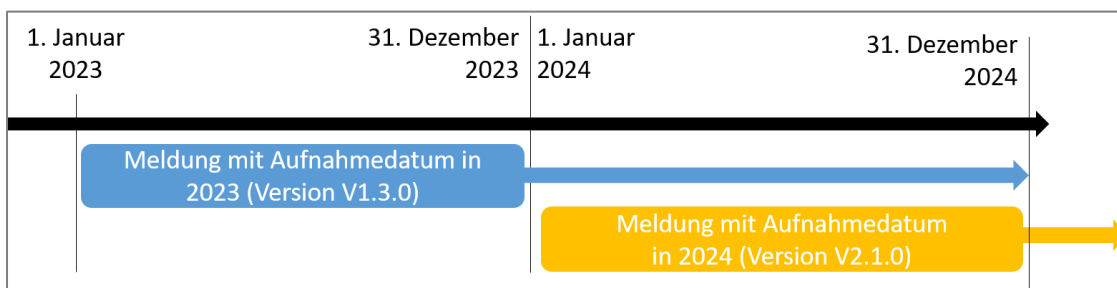 1. Januar
2023
31. Dezember
2023
1. Januar
2024
31. Dezember
2024
Meldung mit Aufnahmedatum in
2023 (Version V1.3.0)
Meldung mit Aufnahmedatum
in 2024 (Version V2.1.0)